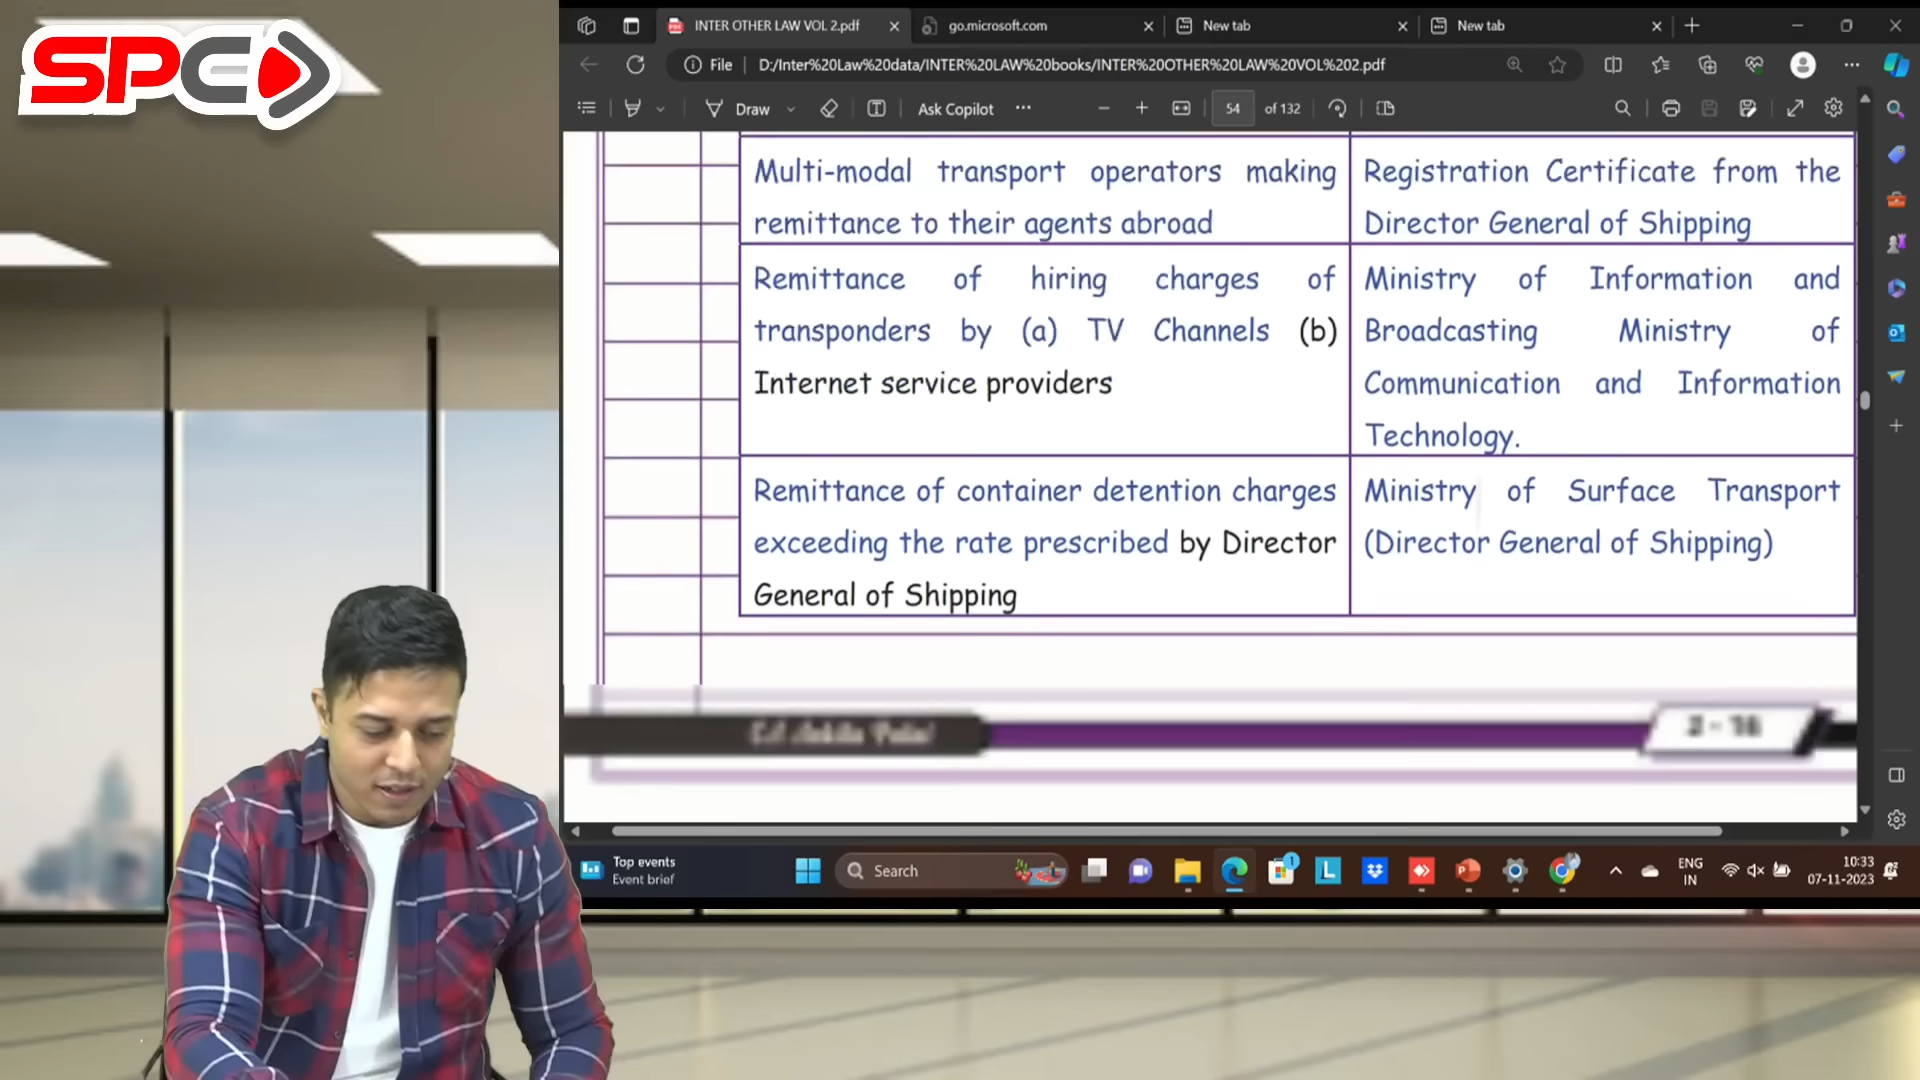 SPC
INTER OTHER LAW VOL 2.pdf
go.microsoft.com
New tab
New tab
File
D:/Inter%20Law%20data/INTER%20LAW%20books/INTER%20OTHER%20LAW%20VOL%202.pdf
Draw
Ask Copilot
54
of 132
Multi-modal transport operators making
remittance to their agents abroad
Registration Certificate from the
Director General of Shipping
Remittance of hiring charges of
transponders by (a) TV Channels (b)
Internet service providers
Ministry of Information and
Broadcasting Ministry of
Communication and Information
Technology.
Remittance of container detention charges
exceeding the rate prescribed by Director
General of Shipping
Ministry of Surface Transport
(Director General of Shipping)
Top events
Event brief
Search
1
L
ENG
IN
10:33
07-11-2023